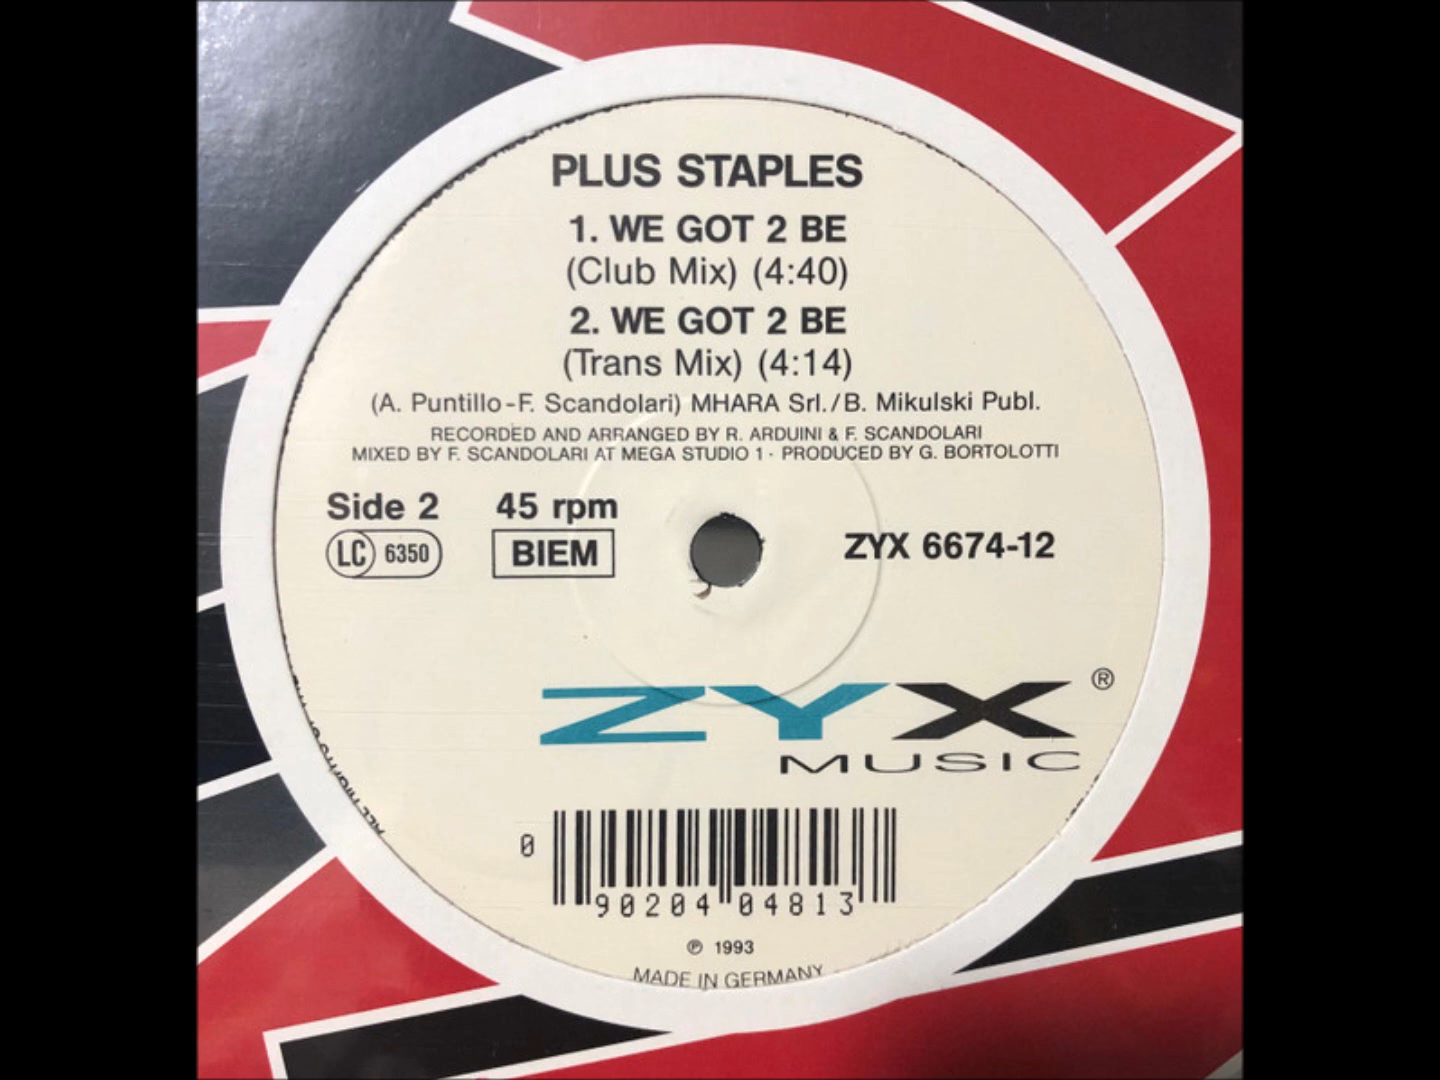 PLUS STAPLES
1. WE GOT 2 BE
(Club Mix) (4:40)
2. WE GOT 2 BE
(Trans Mix) (4:14)
(A. Puntillo-F. Scandolari) MHARA Srl./B. Mikulski Publ.
RECORDED AND ARRANGED BY R. ARDUINI & F. SCANDOLARI
MIXED BY F. SCANDOLARI AT MEGA STUDIO 1 · PRODUCED BY G. BORTOLOTTI
Side 2 45 rpm
LC 6350 BIEM ZYX 6674-12
ZYX ®
MUSIC
0 90204 04813
℗ 1993
MADE IN GERMANY
ALL